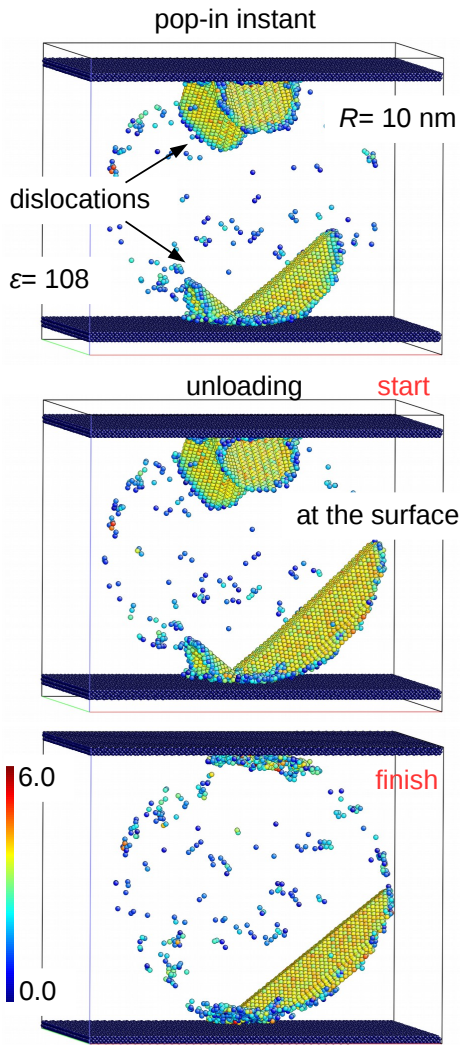 pop-in instant
R= 10 nm
dislocations
ε= 108
unloading start
at the surface
6.0
finish
0.0